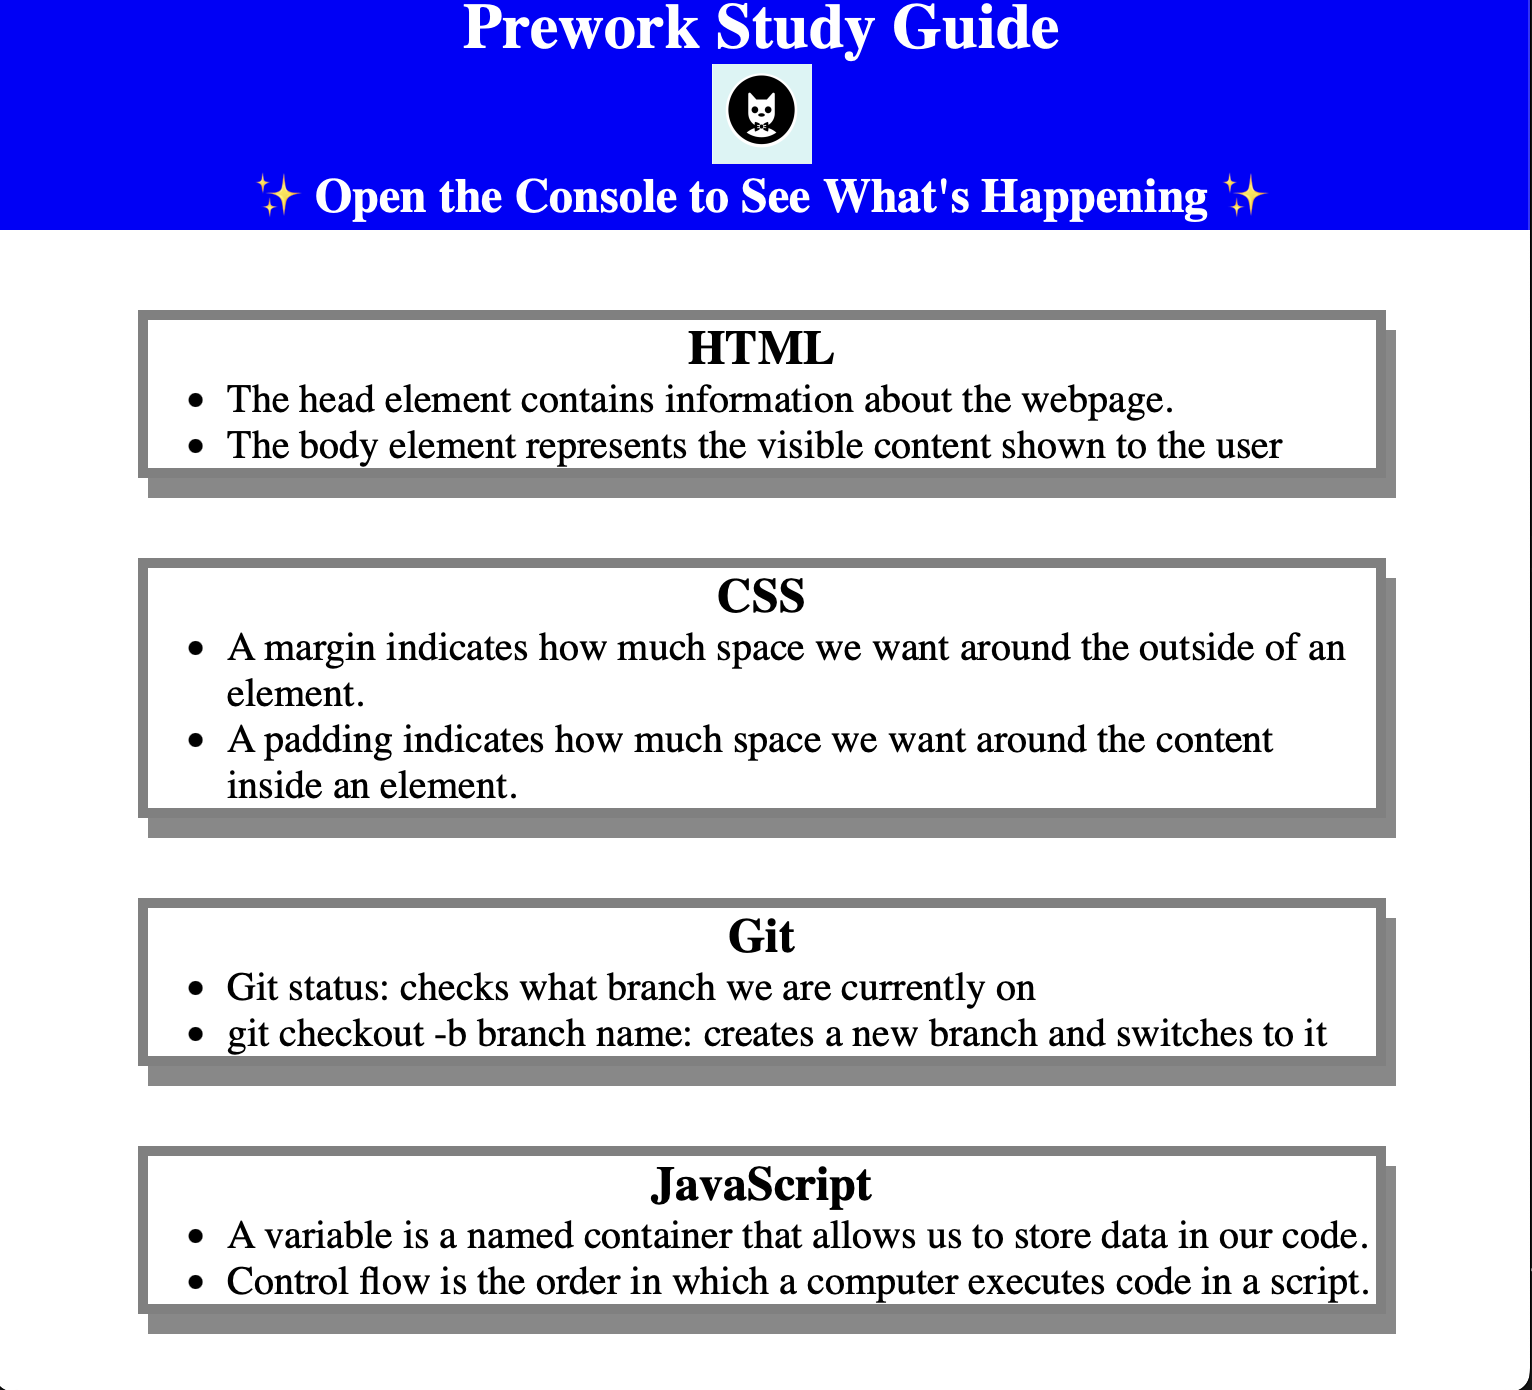 Prework Study Guide
✨ Open the Console to See What's Happening ✨
HTML
• The head element contains information about the webpage.
• The body element represents the visible content shown to the user
CSS
• A margin indicates how much space we want around the outside of an
element.
• A padding indicates how much space we want around the content
inside an element.
Git
• Git status: checks what branch we are currently on
• git checkout -b branch name: creates a new branch and switches to it
JavaScript
• A variable is a named container that allows us to store data in our code.
• Control flow is the order in which a computer executes code in a script.